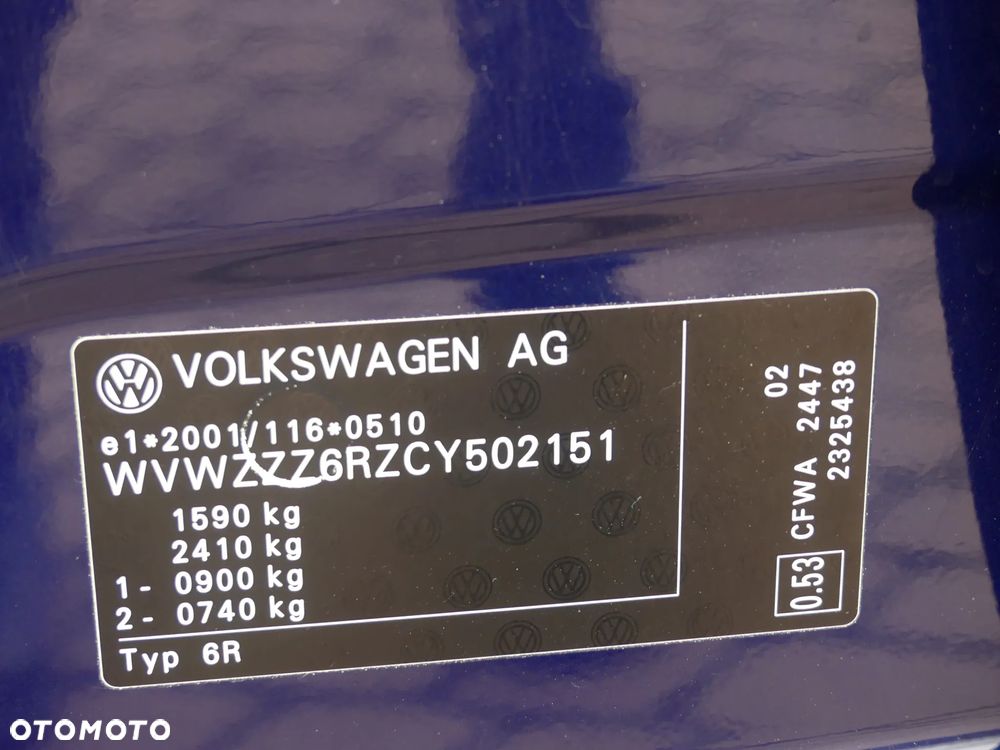 VOLKSWAGEN AG
e1*2001/116*0510
WVWZZZ6RZCY502151
1590 kg
2410 kg
1- 0900 kg
2- 0740 kg
Typ 6R
0.53 CFWA 2447 02
2325438
OTOMOTO